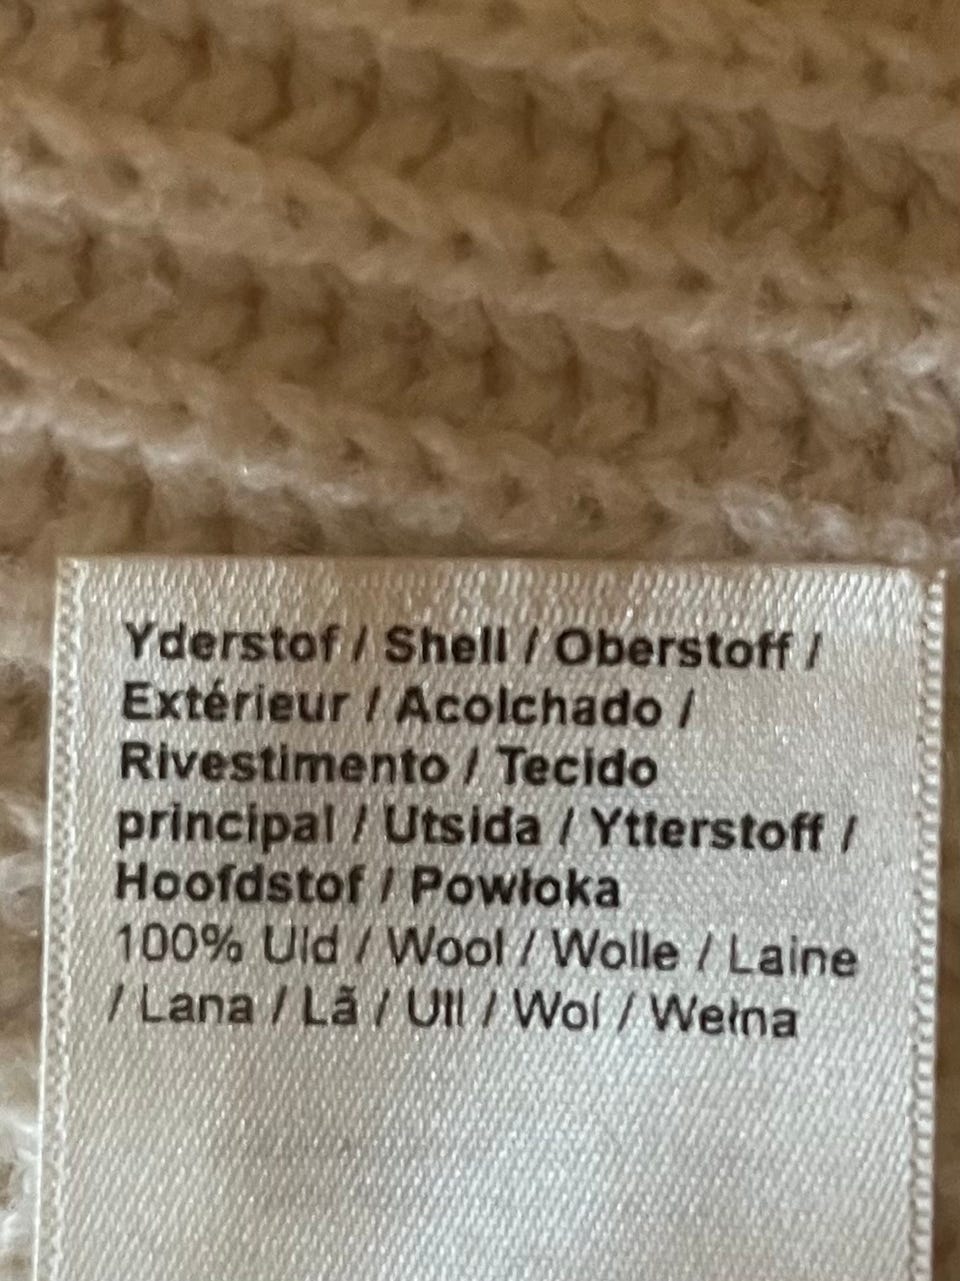 Yderstof / Shell / Oberstoff /
Extérieur / Acolchado /
Rivestimento / Tecido
principal / Utsida / Ytterstoff /
Hoofdstof / Powłoka
100% Uld / Wool / Wolle / Laine
/ Lana / Lã / Ull / Wol / Wełna